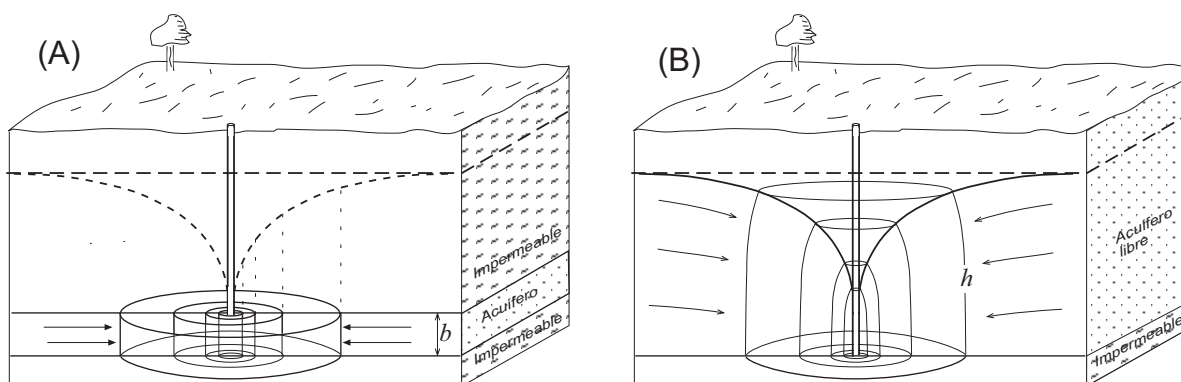 (A)
Impermeable
Acuífero
Impermeable
b
(B)
Acuífero
libre
Impermeable
h